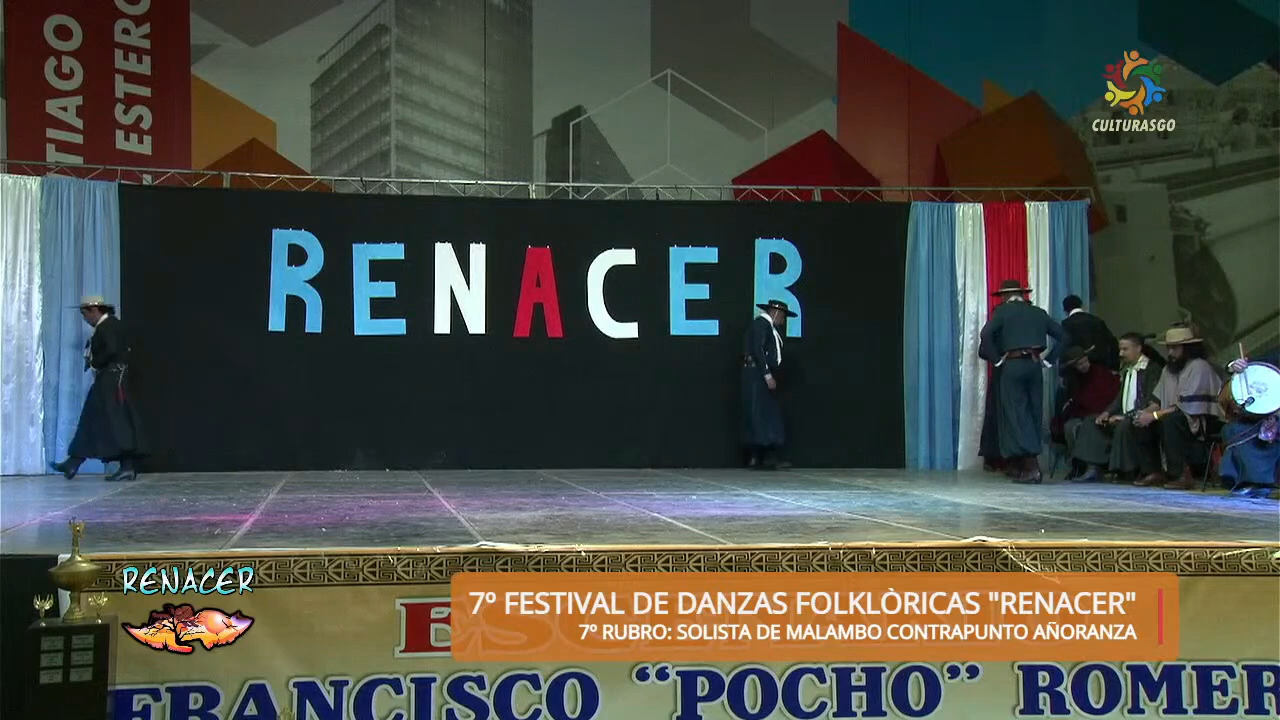 TIAGO
ESTERO
CULTURASGO
RENACER
RENACER
7º FESTIVAL DE DANZAS FOLKLÒRICAS "RENACER"
7º RUBRO: SOLISTA DE MALAMBO CONTRAPUNTO AÑORANZA
FRANCISCO “POCHO” ROMER